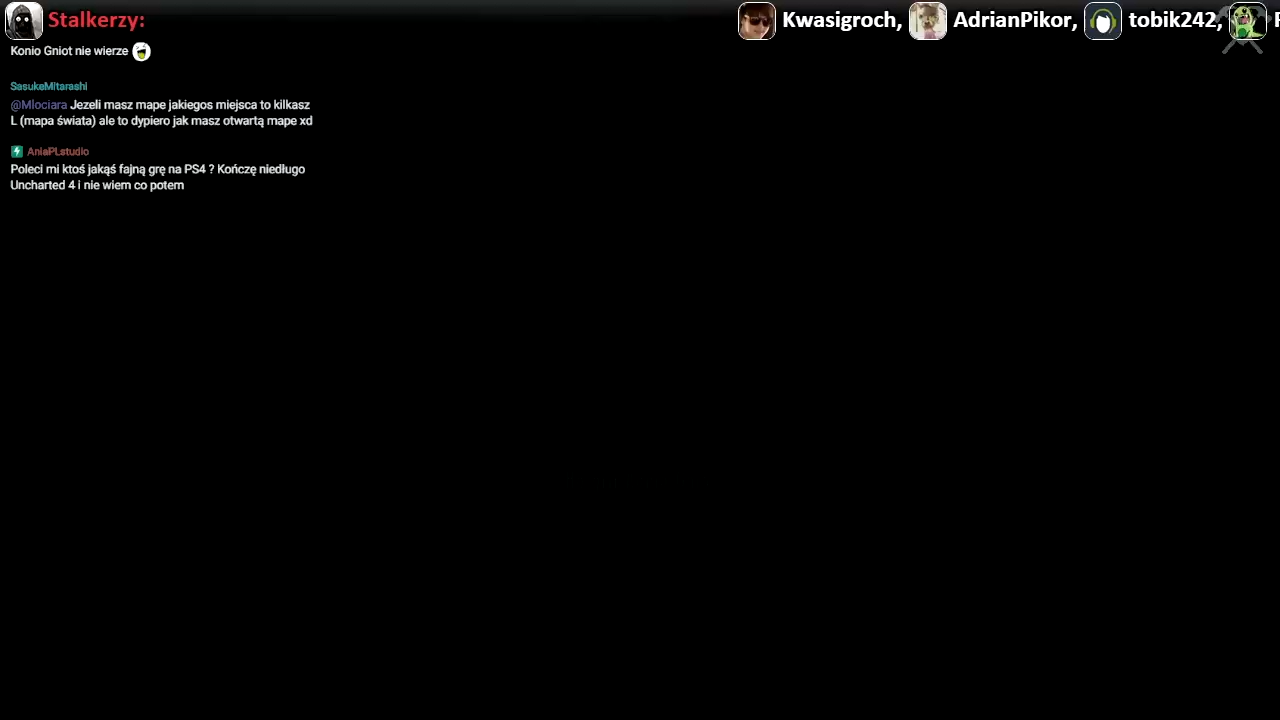 Stalkerzy: Kwasigroch, AdrianPikor, tobik242,
Konio Gniot nie wierze
SasukeMitarashi
@Mlociara Jezeli masz mape jakiegos miejsca to kilkasz
L (mapa świata) ale to dypiero jak masz otwartą mape xd
AniaPLstudio
Poleci mi ktoś jakąś fajną grę na PS4 ? Kończę niedługo
Uncharted 4 i nie wiem co potem